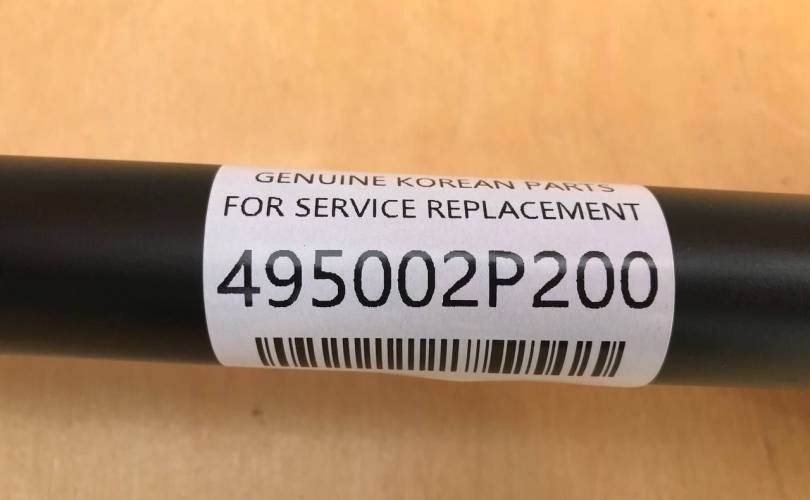 GENUINE KOREAN PARTS
FOR SERVICE REPLACEMENT
495002P200